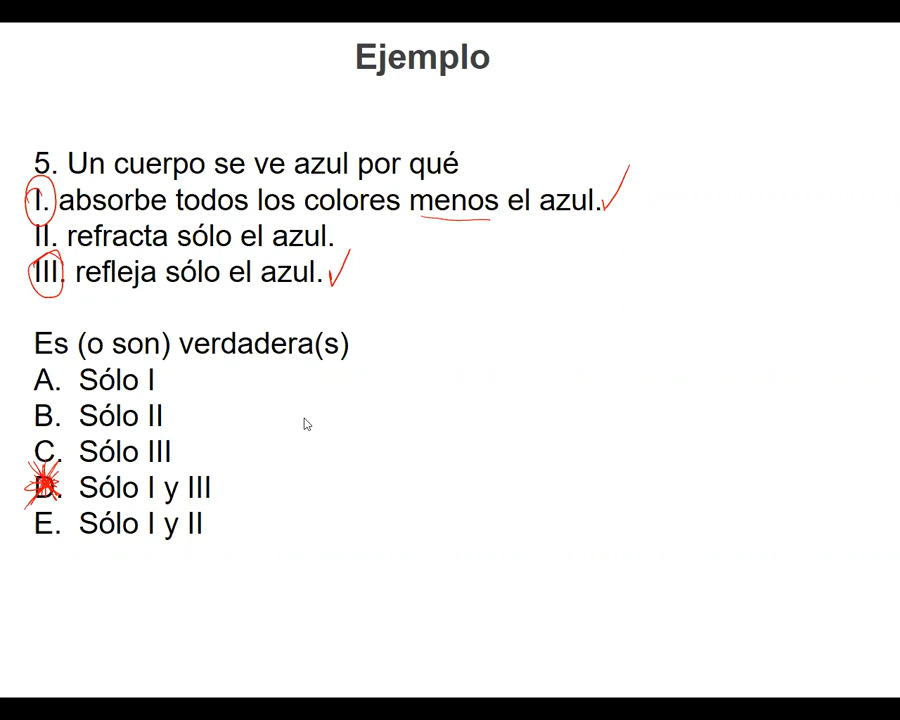 Ejemplo
5. Un cuerpo se ve azul por qué
I. absorbe todos los colores menos el azul.
II. refracta sólo el azul.
III. refleja sólo el azul.
Es (o son) verdadera(s)
A. Sólo I
B. Sólo II
C. Sólo III
D. Sólo I y III
E. Sólo I y II